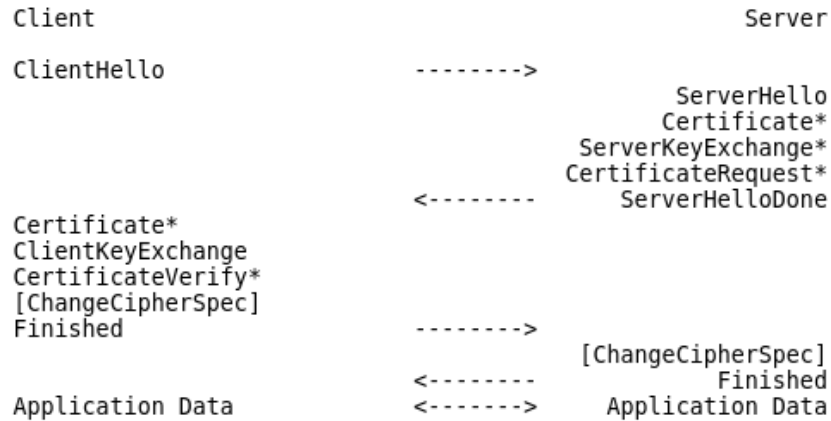 Client                                                       Server
ClientHello                  -------->
                                                        ServerHello
                                                       Certificate*
                                                 ServerKeyExchange*
                                                CertificateRequest*
                             <--------              ServerHelloDone
Certificate*
ClientKeyExchange
CertificateVerify*
[ChangeCipherSpec]
Finished                     -------->
                                                 [ChangeCipherSpec]
                             <--------                     Finished
Application Data             <------->             Application Data